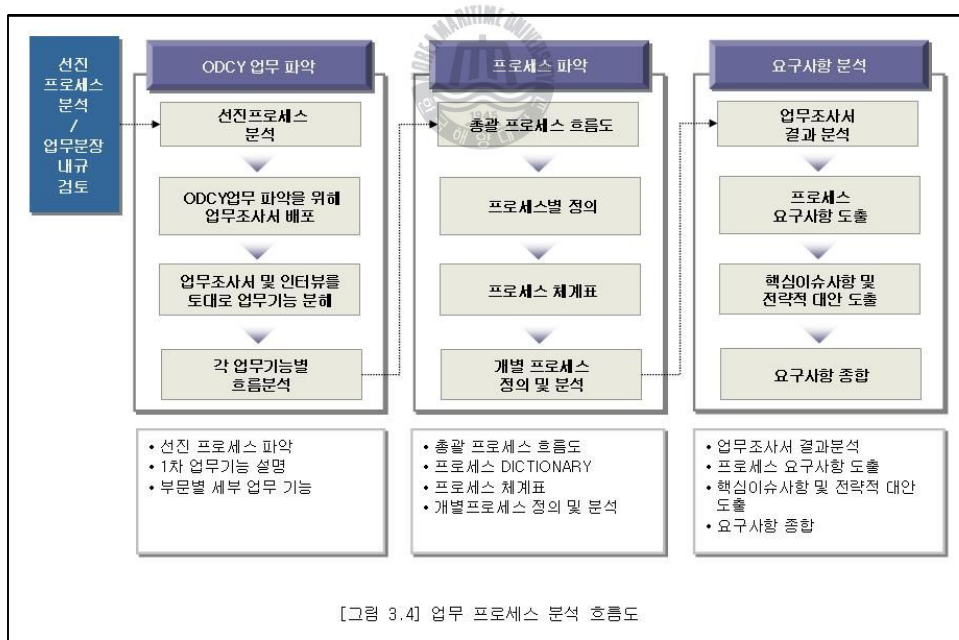 선진
프로세스
분석
/
업무분장
내규
검토
ODCY 업무 파악
선진프로세스
분석
ODCY업무 파악을 위해
업무조사서 배포
업무조사서 및 인터뷰를
토대로 업무기능 분해
각 업무기능별
흐름분석
• 선진 프로세스 파악
• 1차 업무기능 설명
• 부문별 세부 업무 기능
프로세스 파악
총괄 프로세스 흐름도
프로세스별 정의
프로세스 체계표
개별 프로세스
정의 및 분석
• 총괄 프로세스 흐름도
• 프로세스 DICTIONARY
• 프로세스 체계표
• 개별프로세스 정의 및 분석
요구사항 분석
업무조사서
결과 분석
프로세스
요구사항 도출
핵심이슈사항 및
전략적 대안 도출
요구사항 종합
• 업무조사서 결과분석
• 프로세스 요구사항 도출
• 핵심이슈사항 및 전략적 대안
도출
• 요구사항 종합
KOREA MARITIME UNIVERSITY
1945
한국해양대학교
[그림 3.4] 업무 프로세스 분석 흐름도